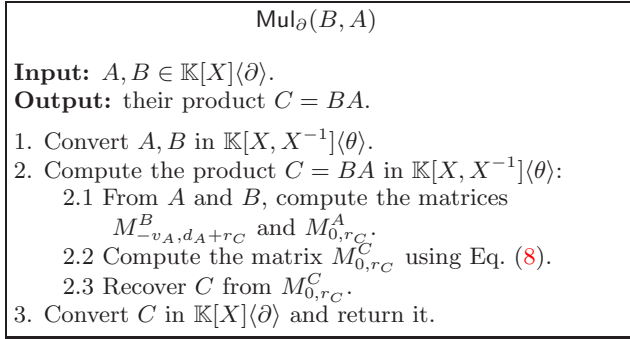 Mul∂(B, A)
Input: A, B ∈ 𝕂[X]⟨∂⟩.
Output: their product C = BA.
1. Convert A, B in 𝕂[X, X⁻¹]⟨θ⟩.
2. Compute the product C = BA in 𝕂[X, X⁻¹]⟨θ⟩:
2.1 From A and B, compute the matrices
M^B_{−v_A, d_A+r_C} and M^A_{0, r_C}.
2.2 Compute the matrix M^C_{0, r_C} using Eq. (8).
2.3 Recover C from M^C_{0, r_C}.
3. Convert C in 𝕂[X]⟨∂⟩ and return it.